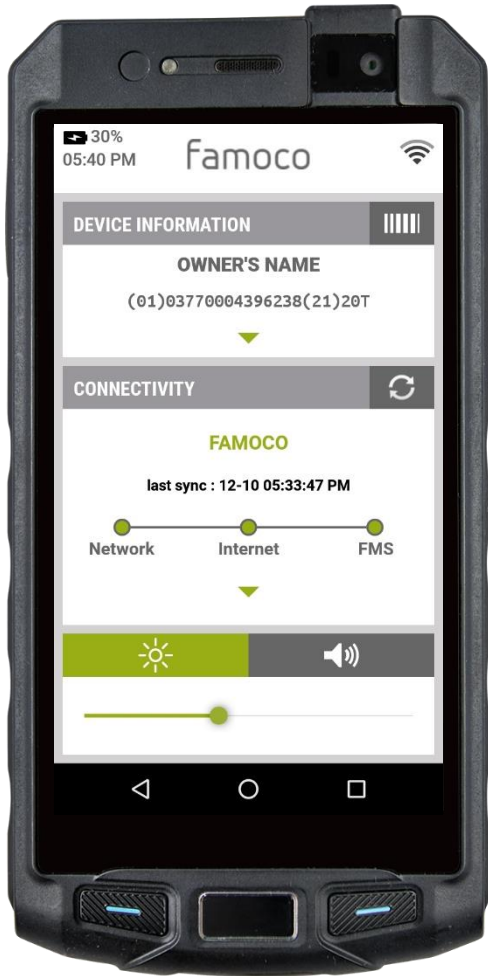 30%
05:40 PM
famoco
DEVICE INFORMATION
OWNER'S NAME
(01)03770004396238(21)20T
CONNECTIVITY
FAMOCO
last sync : 12-10 05:33:47 PM
Network Internet FMS